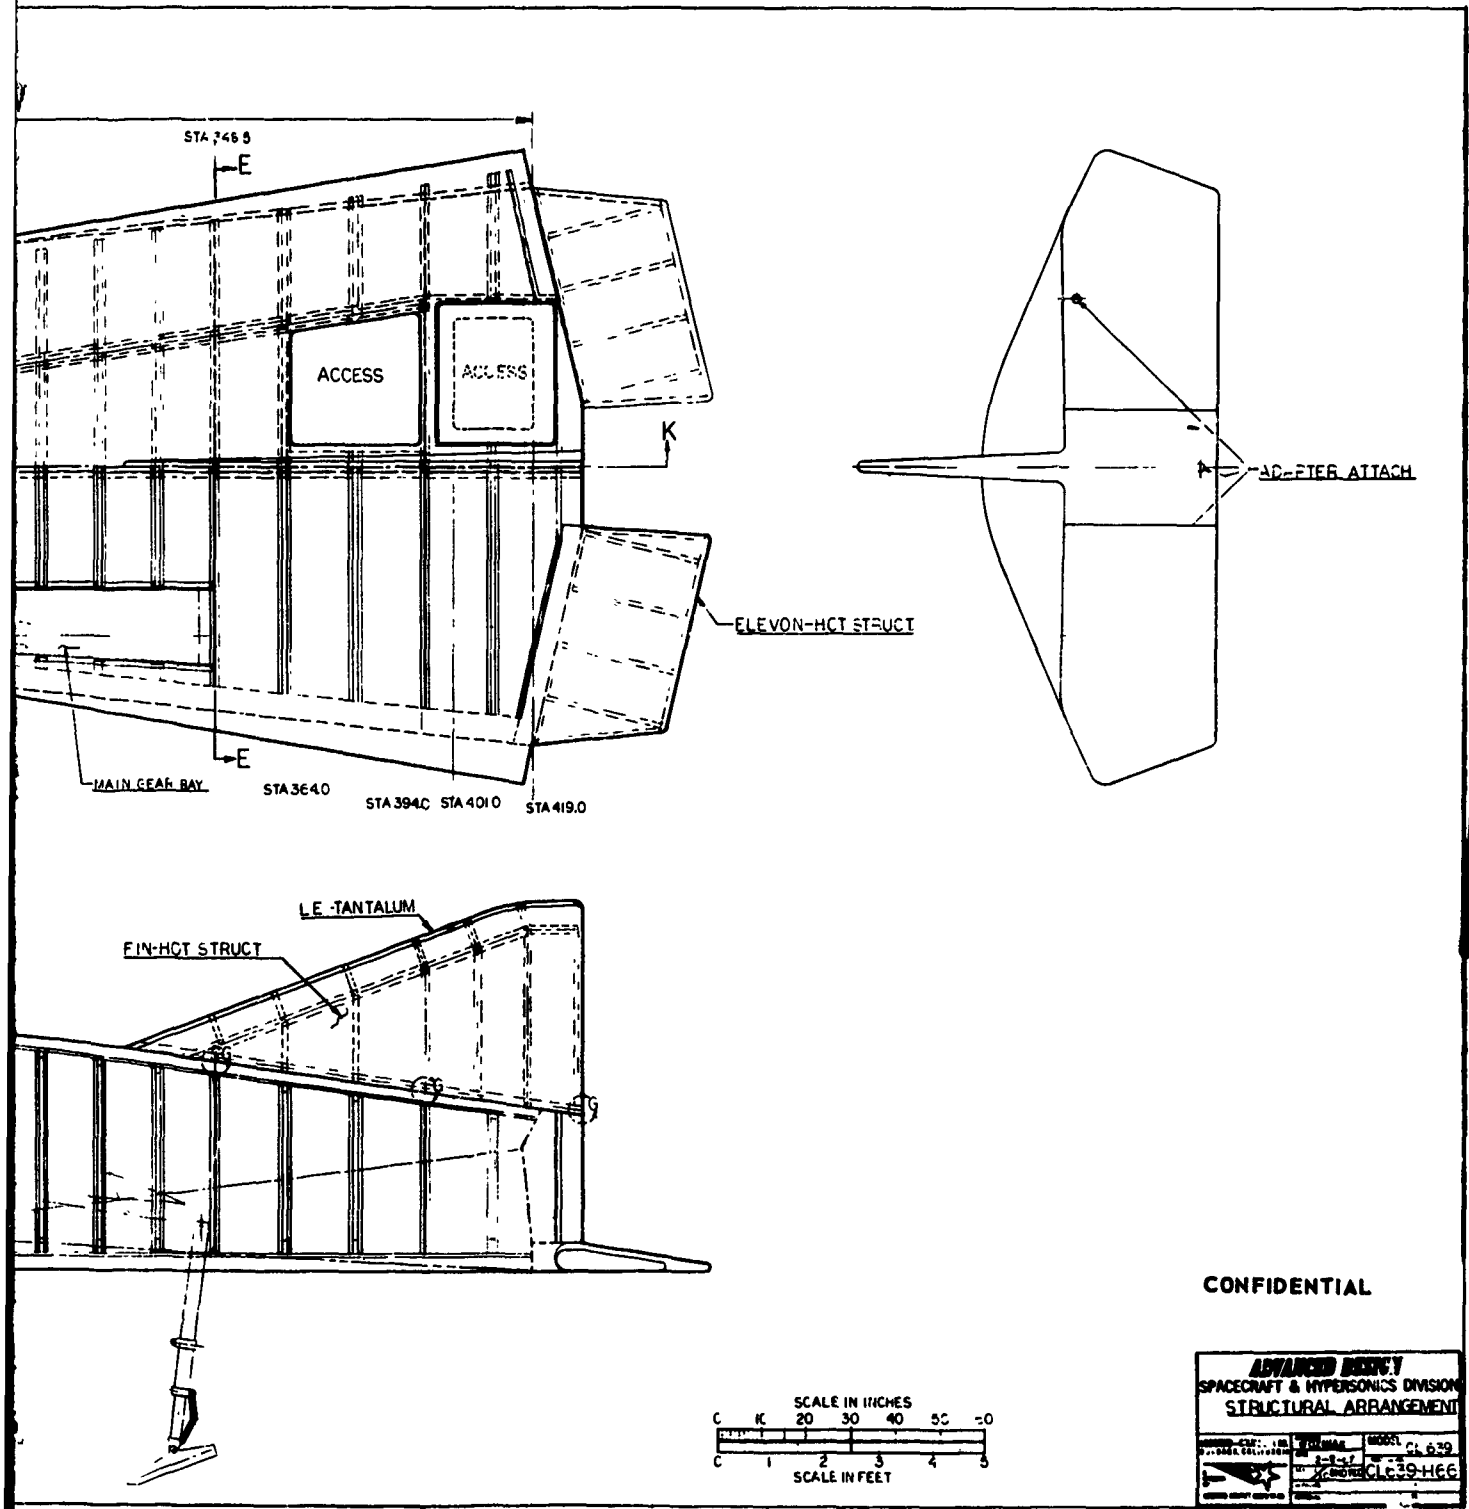 E
ACCESS
ACCESS
K
ADAPTER ATTACH
ELEVON-HOT STRUCT
E
MAIN GEAR BAY
STA 364.0
STA 394.0
STA 401.0
STA 419.0
L.E.-TANTALUM
FIN-HOT STRUCT
G
G
G
CONFIDENTIAL
SCALE IN INCHES
0 10 20 30 40 50 60
0 1 2 3 4 5
SCALE IN FEET
ADVANCED DESIGN
SPACECRAFT & HYPERSONICS DIVISION
STRUCTURAL ARRANGEMENT
MODEL CL 639
CL639-H66